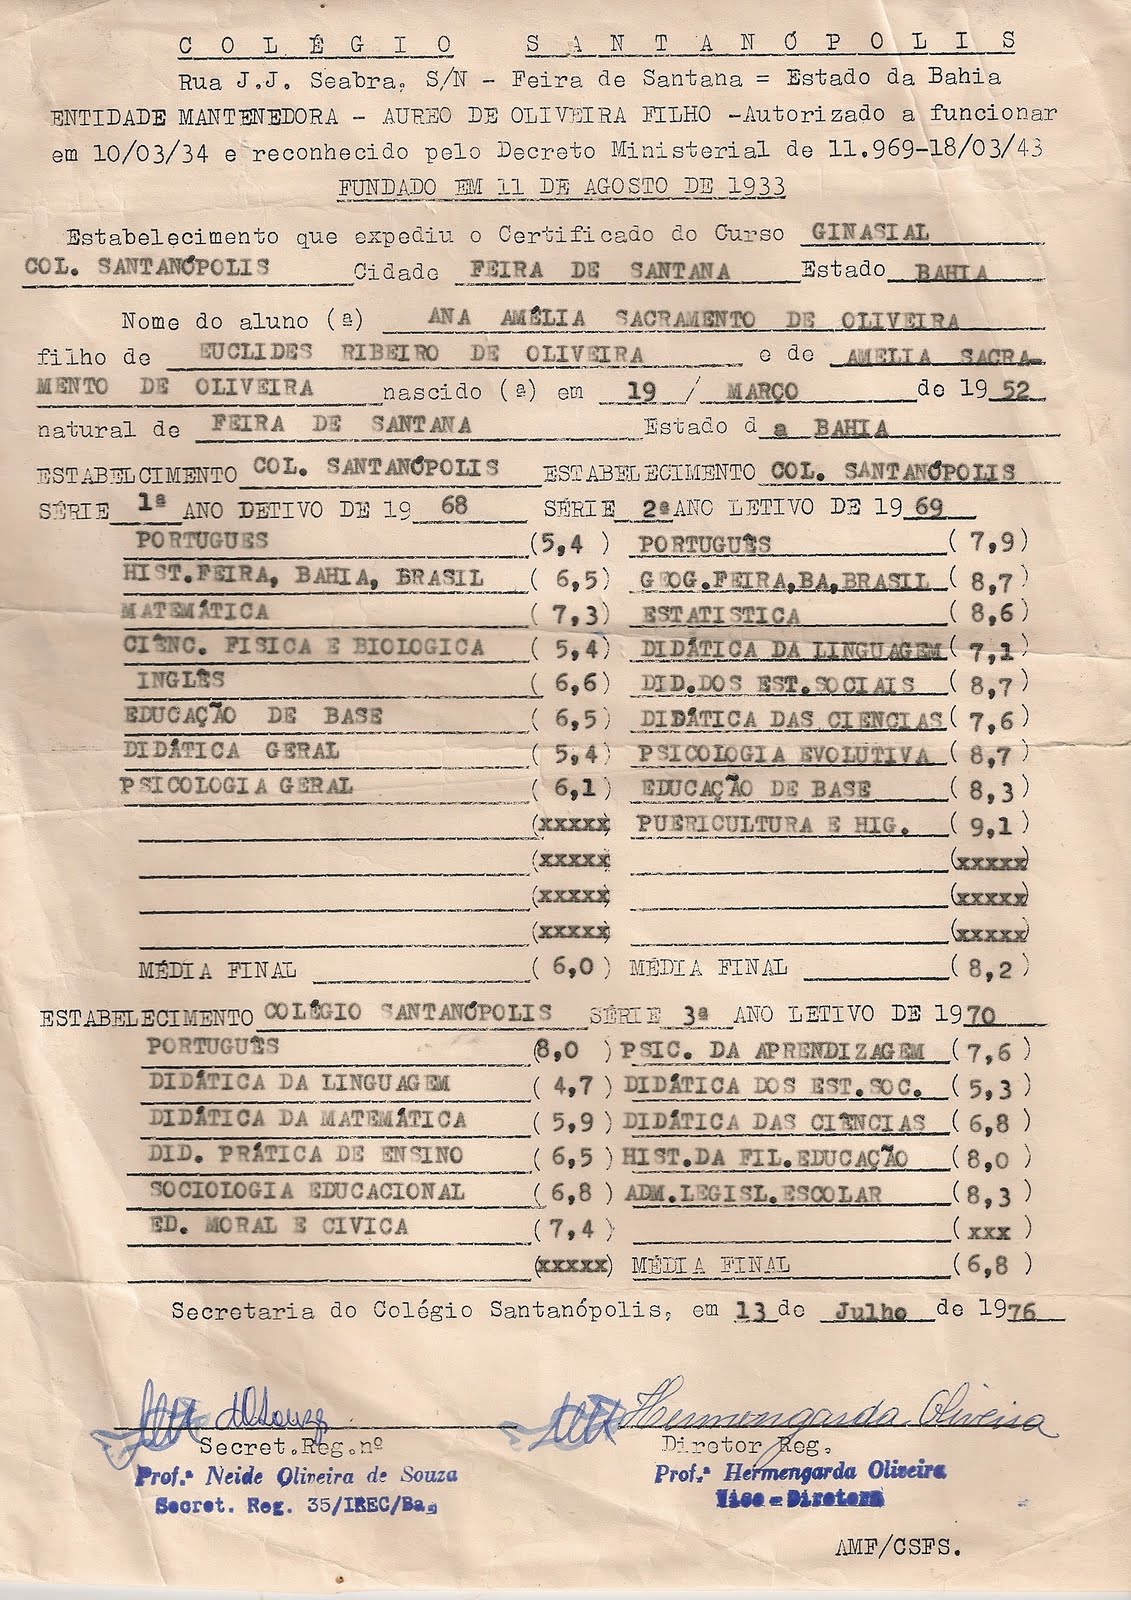 COLÉGIO SANTANÓPOLIS
Rua J.J. Seabra, S/N - Feira de Santana = Estado da Bahia
ENTIDADE MANTENEDORA - AUREO DE OLIVEIRA FILHO -Autorizado a funcionar
em 10/03/34 e reconhecido pelo Decreto Ministerial de 11.969-18/03/43
FUNDADO EM 11 DE AGOSTO DE 1933
Estabelecimento que expediu o Certificado do Curso GINASIAL
COL. SANTANÓPOLIS Cidade FEIRA DE SANTANA Estado BAHIA
Nome do aluno (ª) ANA AMÉLIA SACRAMENTO DE OLIVEIRA
filho de EUCLIDES RIBEIRO DE OLIVEIRA e de AMELIA SACRA-
MENTO DE OLIVEIRA nascido (ª) em 19 / MARÇO de 1952
natural de FEIRA DE SANTANA Estado da BAHIA
ESTABELCIMENTO COL. SANTANÓPOLIS ESTABELECIMENTO COL. SANTANÓPOLIS
SÉRIE 1ª ANO DETIVO DE 1968 SÉRIE 2ª ANO LETIVO DE 1969
PORTUGUES (5,4 ) PORTUGUÊS ( 7,9)
HIST.FEIRA, BAHIA, BRASIL ( 6,5) GEOG.FEIRA,BA,BRASIL ( 8,7)
MATEMÁTICA ( 7,3) ESTATISTICA ( 8,6)
CIÊNC. FISICA E BIOLOGICA ( 5,4) DIDÁTICA DA LINGUAGEM ( 7,1)
INGLÊS ( 6,6) DID.DOS EST.SOCIAIS ( 8,7)
EDUCAÇÃO DE BASE ( 6,5) DIDÁTICA DAS CIENCIAS ( 7,6)
DIDÁTICA GERAL ( 5,4) PSICOLOGIA EVOLUTIVA ( 8,7)
PSICOLOGIA GERAL ( 6,1) EDUCAÇÃO DE BASE ( 8,3)
(xxxxx) PUERICULTURA E HIG. ( 9,1)
(xxxxx) (xxxxx)
(xxxxx) (xxxxx)
(xxxxx) (xxxxx)
MÉDIA FINAL ( 6,0) MÉDIA FINAL (8,2 )
ESTABELECIMENTO COLÉGIO SANTANÓPOLIS SÉRIE 3ª ANO LETIVO DE 1970
PORTUGUÊS (8,0 ) PSIC. DA APRENDIZAGEM (7,6 )
DIDÁTICA DA LINGUAGEM ( 4,7) DIDÁTICA DOS EST.SOC. ( 5,3)
DIDÁTICA DA MATEMÁTICA ( 5,9) DIDÁTICA DAS CIÊNCIAS (6,8 )
DID. PRÁTICA DE ENSINO ( 6,5) HIST.DA FIL.EDUCAÇÃO (8,0 )
SOCIOLOGIA EDUCACIONAL ( 6,8) ADM.LEGISL.ESCOLAR (8,3 )
ED. MORAL E CIVICA (7,4 ) (xxx )
(xxxxx) MÉDIA FINAL (6,8 )
Secretaria do Colégio Santanópolis, em 13 de Julho de 1976
Hermengarda Oliveira
Secret.Reg.nº Diretor Reg.
Prof.ª Neide Oliveira de Souza Prof.ª Hermengarda Oliveira
Secret. Reg. 35/IREC/Ba. Vice-Diretora
AMF/CSFS.